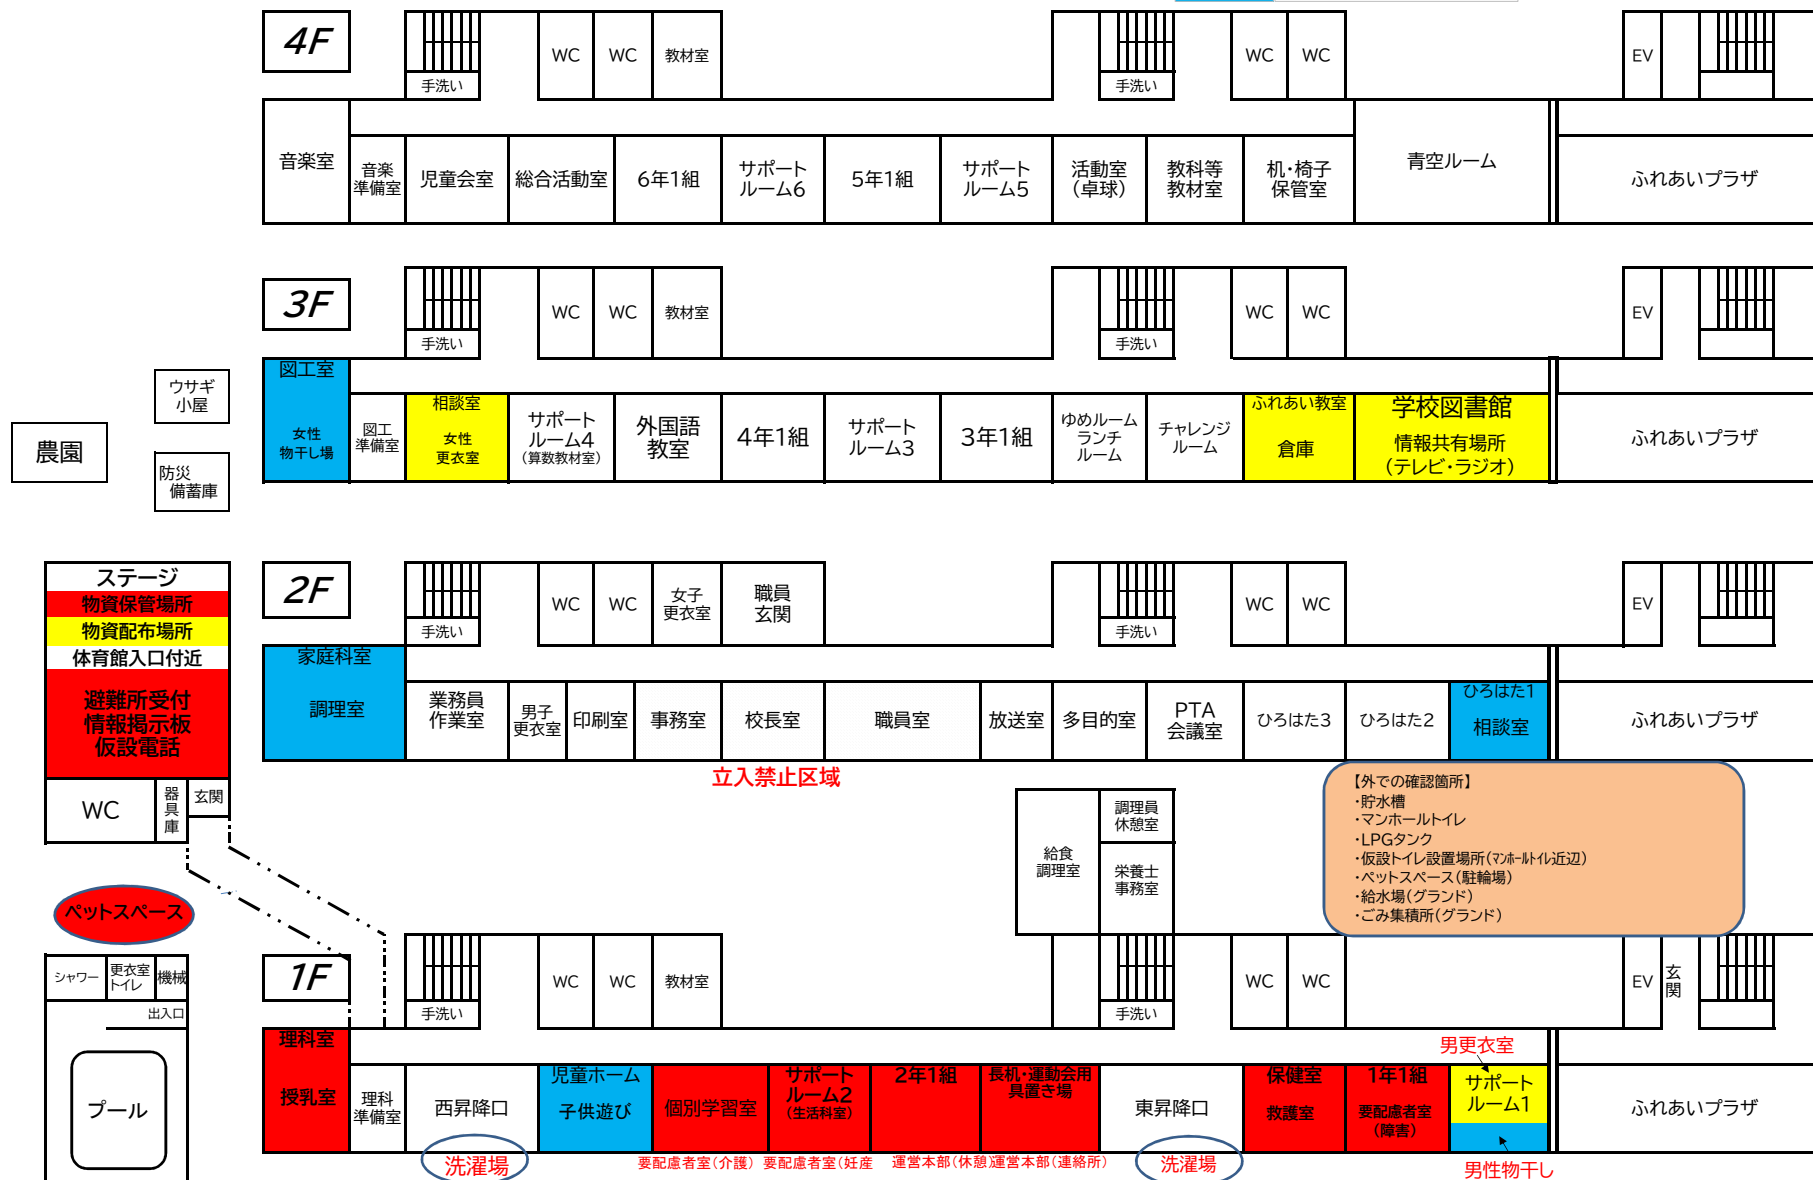 4F
WC
WC
教材室
手洗い
手洗い
WC
WC
EV
音楽室
音楽
準備室
児童会室
総合活動室
6年1組
サポート
ルーム6
5年1組
サポート
ルーム5
活動室
(卓球)
教科等
教材室
机・椅子
保管室
青空ルーム
ふれあいプラザ
3F
WC
WC
教材室
手洗い
手洗い
WC
WC
EV
ウサギ
小屋
農園
防災
備蓄庫
図工室
女性
物干し場
図工
準備室
相談室
女性
更衣室
サポート
ルーム4
(算数教材室)
外国語
教室
4年1組
サポート
ルーム3
3年1組
ゆめルーム
ランチ
ルーム
チャレンジ
ルーム
ふれあい教室
倉庫
学校図書館
情報共有場所
(テレビ・ラジオ)
ふれあいプラザ
ステージ
物資保管場所
物資配布場所
体育館入口付近
避難所受付
情報掲示板
仮設電話
WC
器具庫
玄関
2F
WC
WC
女子
更衣室
職員
玄関
手洗い
手洗い
WC
WC
EV
家庭科室
調理室
業務員
作業室
男子
更衣室
印刷室
事務室
校長室
職員室
放送室
多目的室
PTA
会議室
ひろはた3
ひろはた2
ひろはた1
相談室
ふれあいプラザ
立入禁止区域
給食
調理室
調理員
休憩室
栄養士
事務室
【外での確認箇所】
・貯水槽
・マンホールトイレ
・LPGタンク
・仮設トイレ設置場所(マンホールトイレ近辺)
・ペットスペース(駐輪場)
・給水場(グランド)
・ごみ集積所(グランド)
ペットスペース
シャワー
更衣室
トイレ
機械
出入口
プール
1F
WC
WC
教材室
手洗い
手洗い
WC
WC
EV
玄関
理科室
授乳室
理科
準備室
西昇降口
児童ホーム
子供遊び
個別学習室
サポート
ルーム2
(生活科室)
2年1組
長机・運動会用
具置き場
東昇降口
保健室
救護室
1年1組
要配慮者室
(障害)
男更衣室
サポート
ルーム1
ふれあいプラザ
洗濯場
要配慮者室(介護)
要配慮者室(妊産
運営本部(休憩)
運営本部(連絡所)
洗濯場
男性物干し